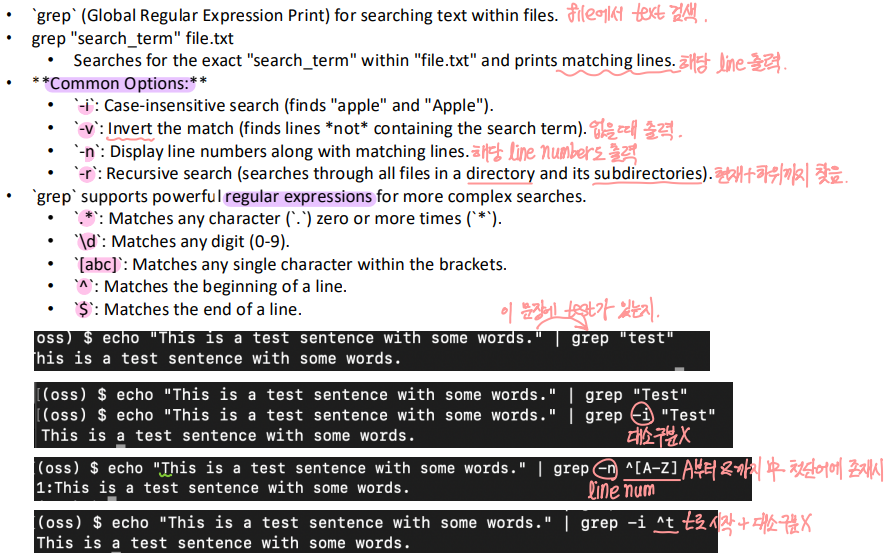 • `grep` (Global Regular Expression Print) for searching text within files. file에서 text 검색.
• grep "search_term" file.txt
• Searches for the exact "search_term" within "file.txt" and prints matching lines. 해당 line 출력.
• **Common Options:**
• `-i`: Case-insensitive search (finds "apple" and "Apple").
• `-v`: Invert the match (finds lines *not* containing the search term). 없을때 출력.
• `-n`: Display line numbers along with matching lines. 해당 line number도 출력
• `-r`: Recursive search (searches through all files in a directory and its subdirectories). 현재+하위까지 찾음.
• `grep` supports powerful regular expressions for more complex searches.
• `.*`: Matches any character (`.`) zero or more times (`*`).
• `\d`: Matches any digit (0-9).
• `[abc]`: Matches any single character within the brackets.
• `^`: Matches the beginning of a line.
• `$`: Matches the end of a line.
이 문장에 test가 있는지.
oss) $ echo "This is a test sentence with some words." | grep "test"
his is a test sentence with some words.
(oss) $ echo "This is a test sentence with some words." | grep "Test"
(oss) $ echo "This is a test sentence with some words." | grep -i "Test"
This is a test sentence with some words.
대소구분X
(oss) $ echo "This is a test sentence with some words." | grep -n ^[A-Z] A부터 Z까지 中 첫단어에 존재시
1:This is a test sentence with some words.
line num
(oss) $ echo "This is a test sentence with some words." | grep -i ^t t로 시작 + 대소구분X
This is a test sentence with some words.